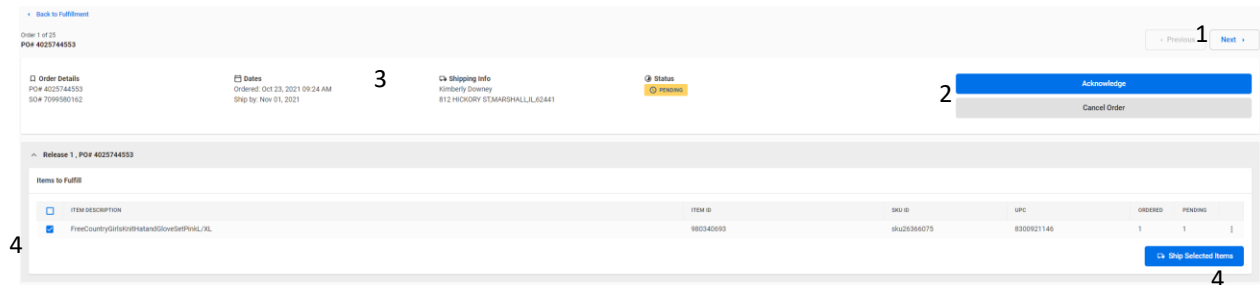 Back to Fulfillment
Order 1 of 25
PO# 4025744553
Previous 1 Next
3
Order Details Dates Shipping Info Status
PO# 4025744553 Ordered: Oct 23, 2021 09:24 AM Kimberly Downey PENDING
SO# 7099580162 Ship by: Nov 01, 2021 812 HICKORY ST,MARSHALL,IL,62441
2
Acknowledge
Cancel Order
Release 1 , PO# 4025744553
Items to Fulfill
ITEM DESCRIPTION ITEM ID SKU ID UPC ORDERED PENDING
FreeCountryGirlsKnitHatandGloveSetPinkL/XL 980340693 sku26366075 8300921146 1 1
4
Ship Selected Items
4